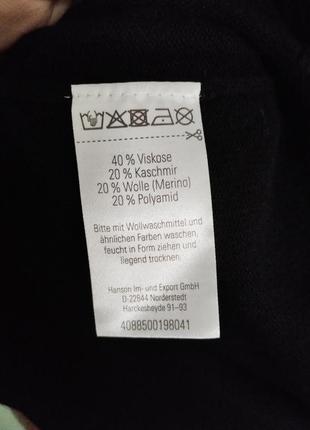 40 % Viskose
20 % Kaschmir
20 % Wolle (Merino)
20 % Polyamid
Bitte mit Wollwaschmittel und
ähnlichen Farben waschen,
feucht in Form ziehen und
liegend trocknen.
Hanson Im- und Export GmbH
D-22844 Norderstedt
Harckesheyde 91–93
4088500198041